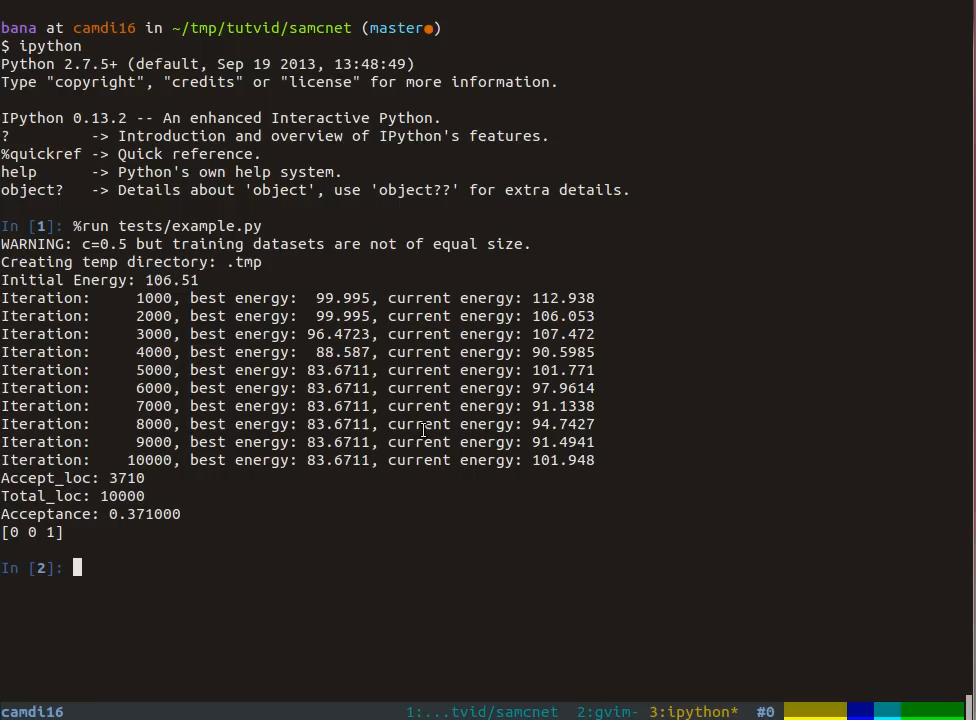 bana at camdi16 in ~/tmp/tutvid/samcnet (master●)
$ ipython
Python 2.7.5+ (default, Sep 19 2013, 13:48:49)
Type "copyright", "credits" or "license" for more information.
IPython 0.13.2 -- An enhanced Interactive Python.
?         -> Introduction and overview of IPython's features.
%quickref -> Quick reference.
help      -> Python's own help system.
object?   -> Details about 'object', use 'object??' for extra details.
In [1]: %run tests/example.py
WARNING: c=0.5 but training datasets are not of equal size.
Creating temp directory: .tmp
Initial Energy: 106.51
Iteration:     1000, best energy:  99.995, current energy: 112.938
Iteration:     2000, best energy:  99.995, current energy: 106.053
Iteration:     3000, best energy: 96.4723, current energy: 107.472
Iteration:     4000, best energy:  88.587, current energy: 90.5985
Iteration:     5000, best energy: 83.6711, current energy: 101.771
Iteration:     6000, best energy: 83.6711, current energy: 97.9614
Iteration:     7000, best energy: 83.6711, current energy: 91.1338
Iteration:     8000, best energy: 83.6711, current energy: 94.7427
Iteration:     9000, best energy: 83.6711, current energy: 91.4941
Iteration:    10000, best energy: 83.6711, current energy: 101.948
Accept_loc: 3710
Total_loc: 10000
Acceptance: 0.371000
[0 0 1]
In [2]:
camdi16 1:...tvid/samcnet 2:gvim- 3:ipython* #0